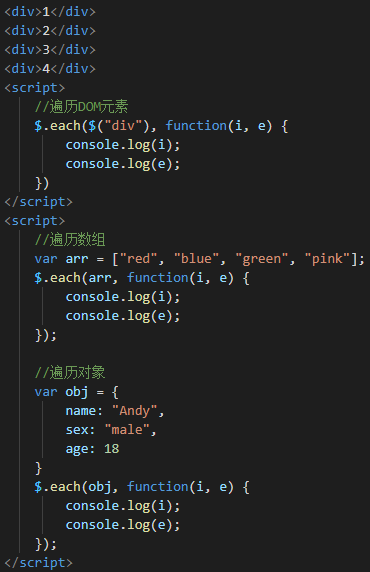 <div>1</div>
<div>2</div>
<div>3</div>
<div>4</div>
<script>
    //遍历DOM元素
    $.each($("div"), function(i, e) {
        console.log(i);
        console.log(e);
    })
</script>
<script>
    //遍历数组
    var arr = ["red", "blue", "green", "pink"];
    $.each(arr, function(i, e) {
        console.log(i);
        console.log(e);
    });

    //遍历对象
    var obj = {
        name: "Andy",
        sex: "male",
        age: 18
    }
    $.each(obj, function(i, e) {
        console.log(i);
        console.log(e);
    });
</script>